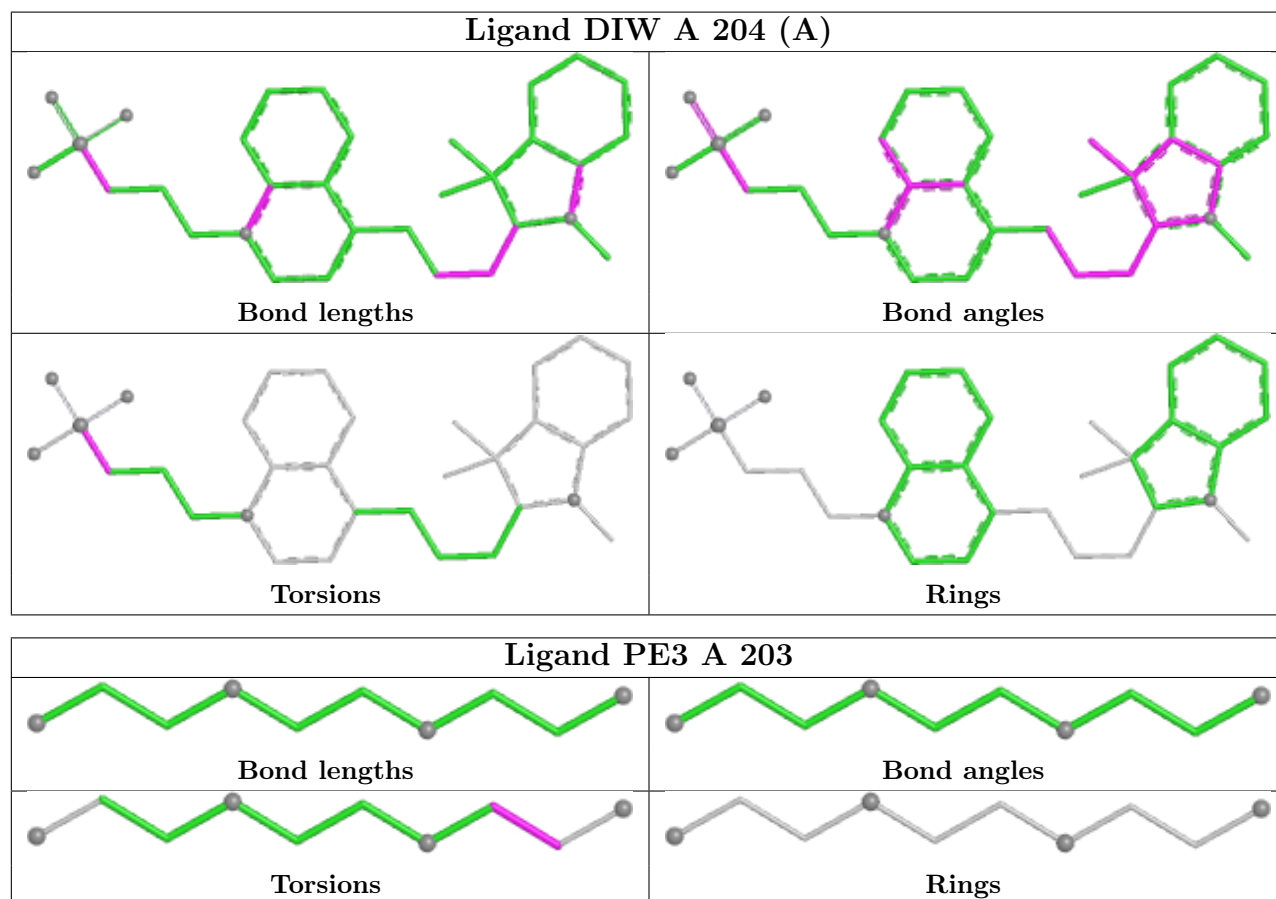 Ligand DIW A 204 (A)
Bond lengths
Bond angles
Torsions
Rings
Ligand PE3 A 203
Bond lengths
Bond angles
Torsions
Rings